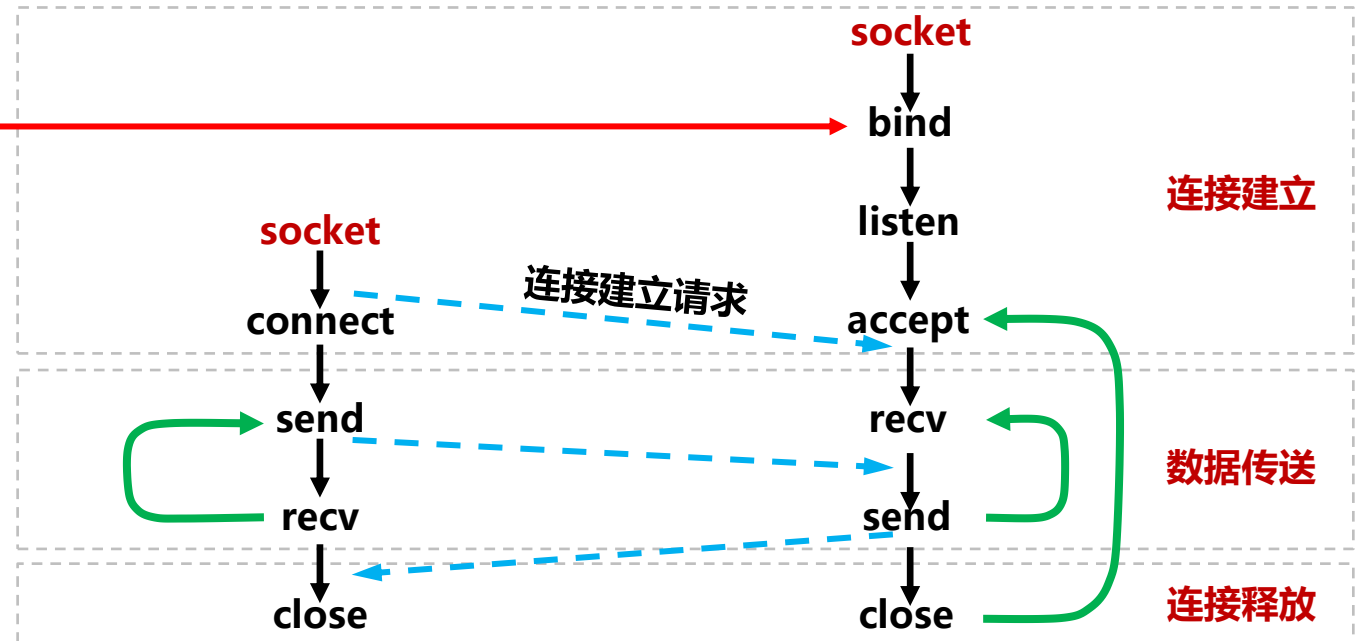 socket
bind
连接建立
listen
socket
连接建立请求
connect
accept
send
recv
数据传送
recv
send
close
close
连接释放